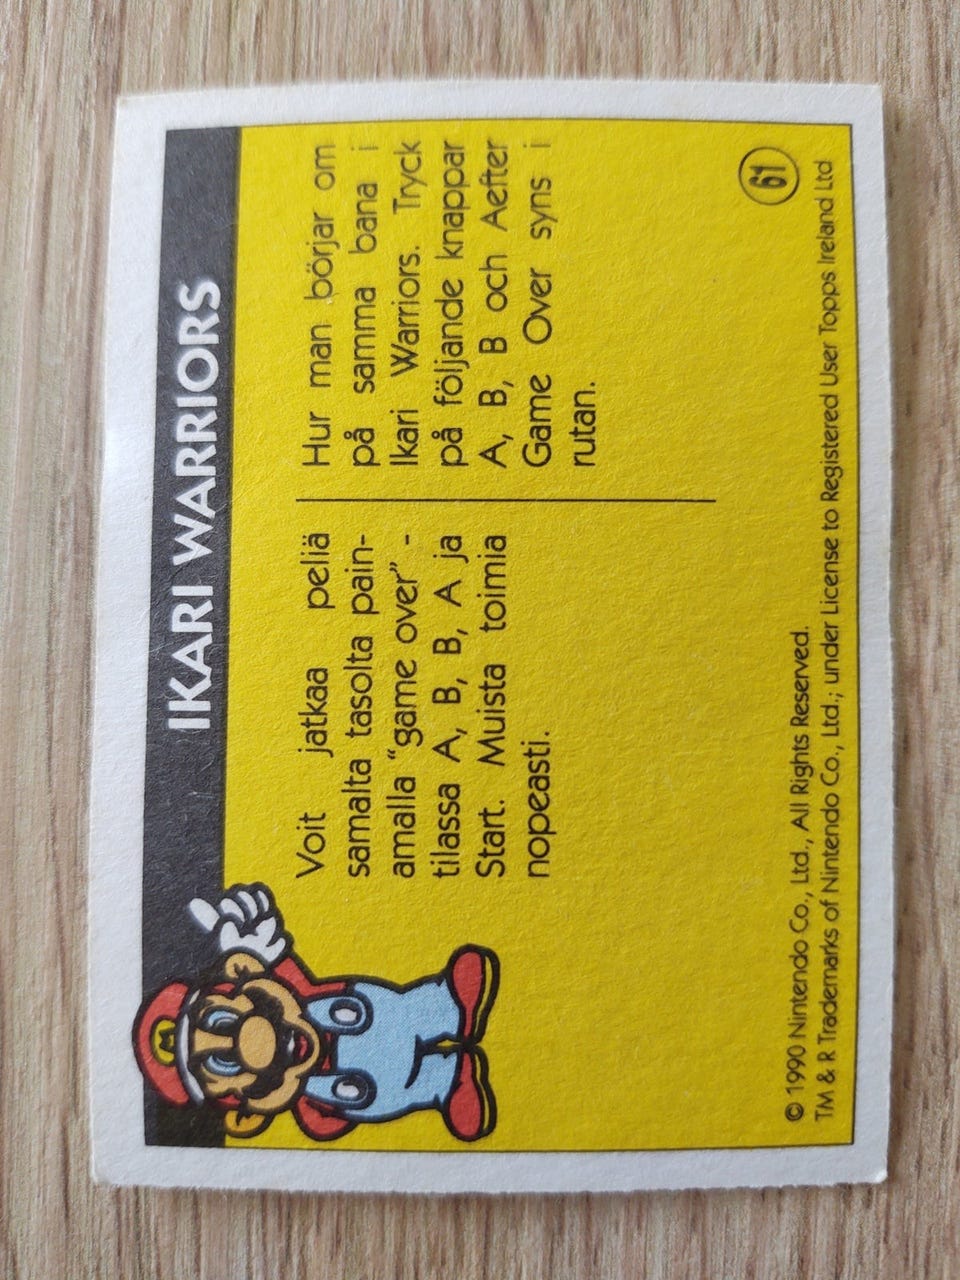 IKARI WARRIORS
Voit jatkaa peliä
samalta tasolta pain-
amalla “game over” -
tilassa A, B, B, A ja
Start. Muista toimia
nopeasti.
Hur man börjar om
på samma bana i
Ikari Warriors. Tryck
på följande knappar
A, B, B och Aefter
Game Over syns i
rutan.
61
© 1990 Nintendo Co., Ltd., All Rights Reserved.
TM & R Trademarks of Nintendo Co., Ltd.; under License to Registered User Topps Ireland Ltd
M